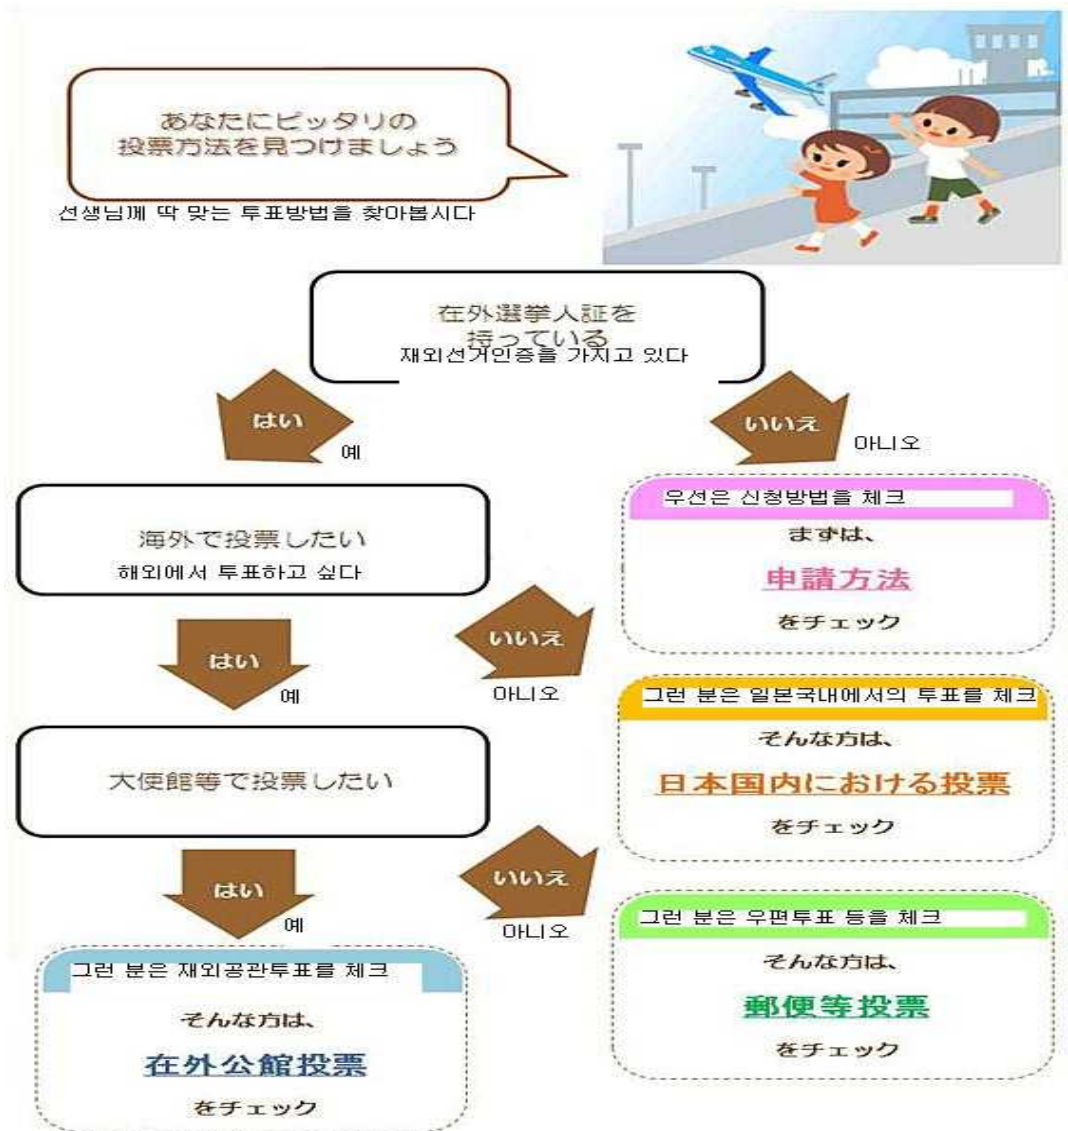 あなたにピッタリの
投票方法を見つけましょう
선생님께 딱 맞는 투표방법을 찾아봅시다
在外選挙人証を
持っている
재외선거인증을 가지고 있다
はい
예
いいえ
아니오
海外で投票したい
해외에서 투표하고 싶다
우선은 신청방법을 체크
まずは、
申請方法
をチェック
はい
예
いいえ
아니오
그런 분은 일본국내에서의 투표를 체크
そんな方は、
日本国内における投票
をチェック
大使館等で投票したい
はい
예
いいえ
아니오
그런 분은 우편투표 등을 체크
そんな方は、
郵便等投票
をチェック
그런 분은 재외공관투표를 체크
そんな方は、
在外公館投票
をチェック